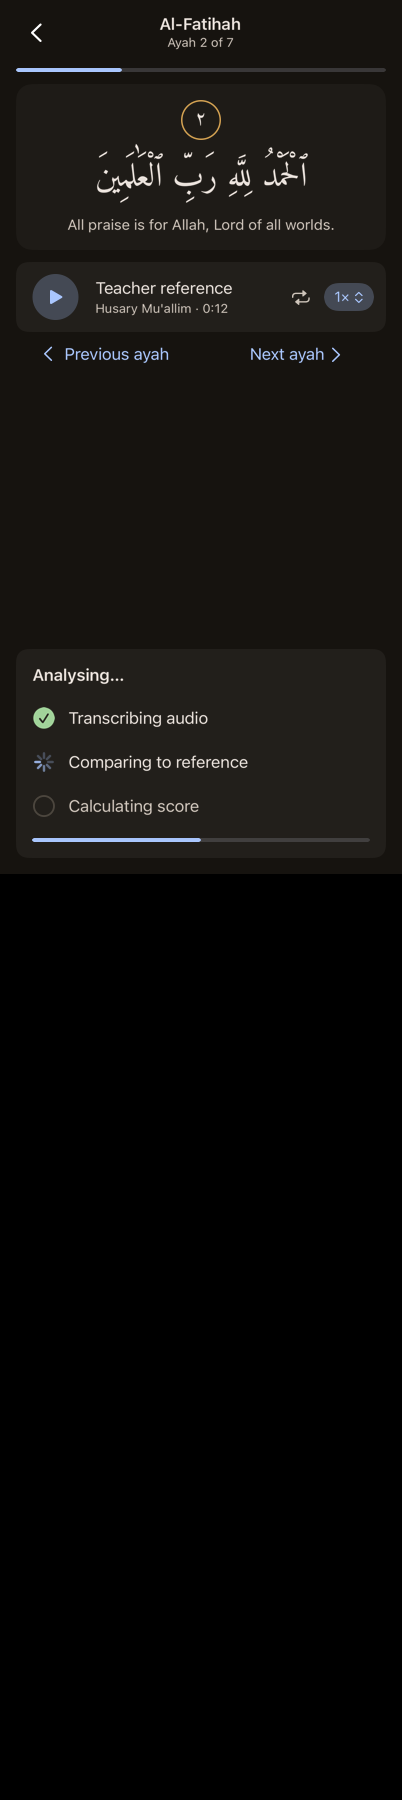 Al-Fatihah
Ayah 2 of 7
٢
ٱلْحَمْدُ لِلَّهِ رَبِّ ٱلْعَٰلَمِينَ
All praise is for Allah, Lord of all worlds.
Teacher reference
Husary Mu'allim · 0:12
1×
Previous ayah
Next ayah
Analysing...
Transcribing audio
Comparing to reference
Calculating score